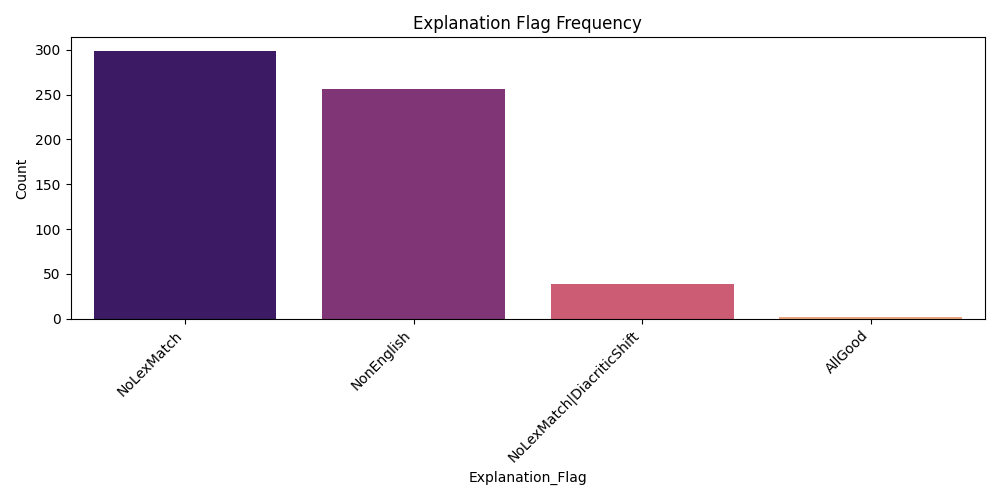 Explanation Flag Frequency
Count
300
250
200
150
100
50
0
NoLexMatch
NonEnglish
NoLexMatch|DiacriticShift
AllGood
Explanation_Flag